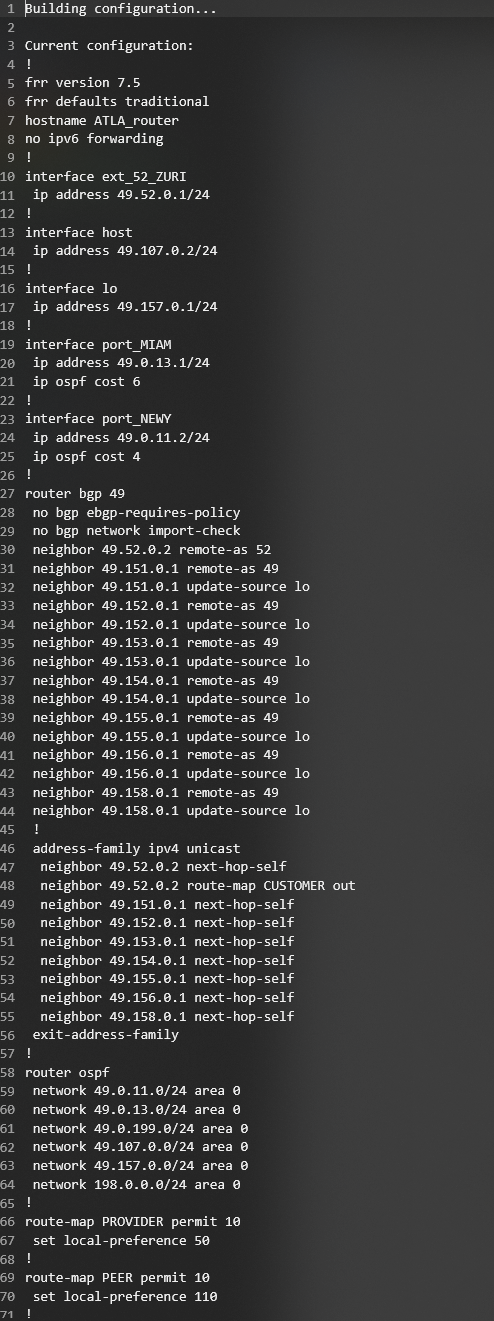 1 Building configuration...
2
3 Current configuration:
4 !
5 frr version 7.5
6 frr defaults traditional
7 hostname ATLA_router
8 no ipv6 forwarding
9 !
10 interface ext_52_ZURI
11  ip address 49.52.0.1/24
12 !
13 interface host
14  ip address 49.107.0.2/24
15 !
16 interface lo
17  ip address 49.157.0.1/24
18 !
19 interface port_MIAM
20  ip address 49.0.13.1/24
21  ip ospf cost 6
22 !
23 interface port_NEWY
24  ip address 49.0.11.2/24
25  ip ospf cost 4
26 !
27 router bgp 49
28  no bgp ebgp-requires-policy
29  no bgp network import-check
30  neighbor 49.52.0.2 remote-as 52
31  neighbor 49.151.0.1 remote-as 49
32  neighbor 49.151.0.1 update-source lo
33  neighbor 49.152.0.1 remote-as 49
34  neighbor 49.152.0.1 update-source lo
35  neighbor 49.153.0.1 remote-as 49
36  neighbor 49.153.0.1 update-source lo
37  neighbor 49.154.0.1 remote-as 49
38  neighbor 49.154.0.1 update-source lo
39  neighbor 49.155.0.1 remote-as 49
40  neighbor 49.155.0.1 update-source lo
41  neighbor 49.156.0.1 remote-as 49
42  neighbor 49.156.0.1 update-source lo
43  neighbor 49.158.0.1 remote-as 49
44  neighbor 49.158.0.1 update-source lo
45  !
46  address-family ipv4 unicast
47   neighbor 49.52.0.2 next-hop-self
48   neighbor 49.52.0.2 route-map CUSTOMER out
49   neighbor 49.151.0.1 next-hop-self
50   neighbor 49.152.0.1 next-hop-self
51   neighbor 49.153.0.1 next-hop-self
52   neighbor 49.154.0.1 next-hop-self
53   neighbor 49.155.0.1 next-hop-self
54   neighbor 49.156.0.1 next-hop-self
55   neighbor 49.158.0.1 next-hop-self
56  exit-address-family
57 !
58 router ospf
59  network 49.0.11.0/24 area 0
60  network 49.0.13.0/24 area 0
61  network 49.0.199.0/24 area 0
62  network 49.107.0.0/24 area 0
63  network 49.157.0.0/24 area 0
64  network 198.0.0.0/24 area 0
65 !
66 route-map PROVIDER permit 10
67  set local-preference 50
68 !
69 route-map PEER permit 10
70  set local-preference 110
71 !